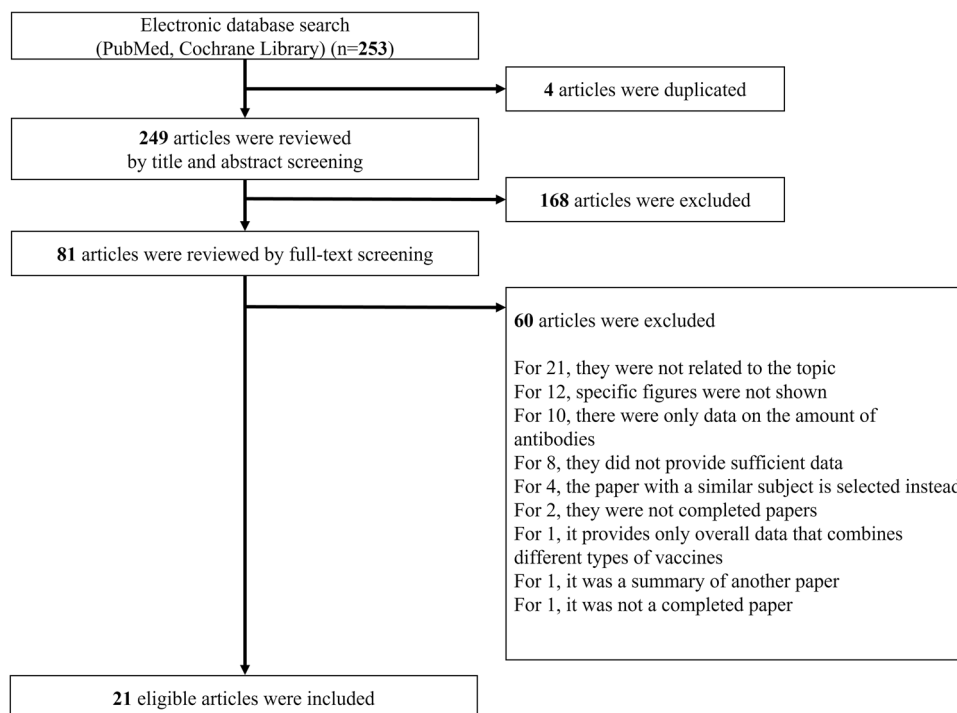 Electronic database search
(PubMed, Cochrane Library) (n=253)
4 articles were duplicated
249 articles were reviewed
by title and abstract screening
168 articles were excluded
81 articles were reviewed by full-text screening
60 articles were excluded
For 21, they were not related to the topic
For 12, specific figures were not shown
For 10, there were only data on the amount of
antibodies
For 8, they did not provide sufficient data
For 4, the paper with a similar subject is selected instead
For 2, they were not completed papers
For 1, it provides only overall data that combines
different types of vaccines
For 1, it was a summary of another paper
For 1, it was not a completed paper
21 eligible articles were included